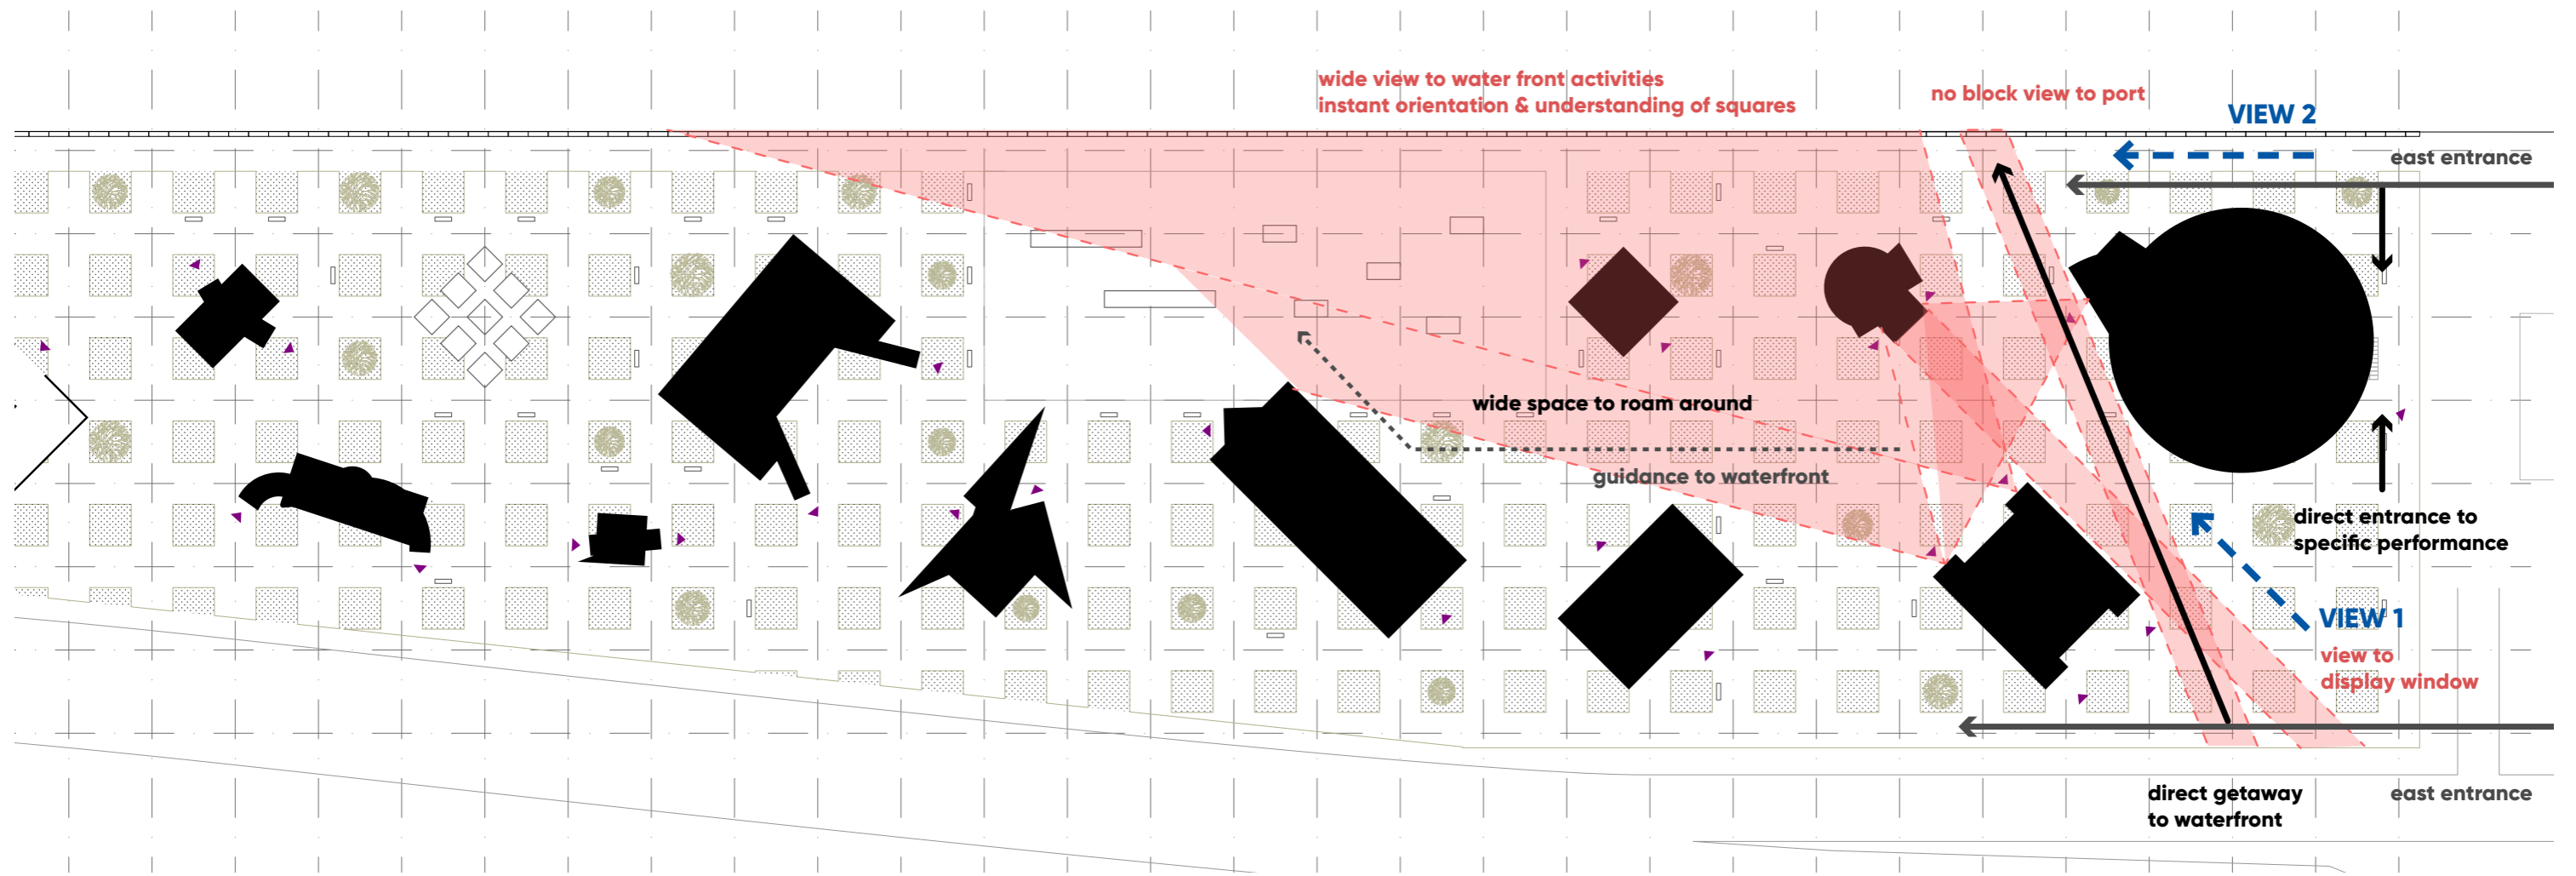 wide view to water front activities
instant orientation & understanding of squares
no block view to port
VIEW 2
east entrance
wide space to roam around
guidance to waterfront
direct entrance to
specific performance
VIEW 1
view to
display window
direct getaway
to waterfront
east entrance